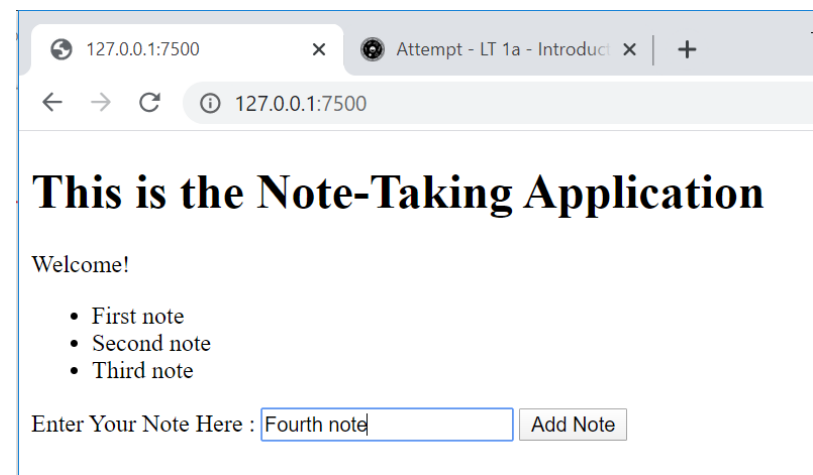 127.0.0.1:7500 Attempt - LT 1a - Introduc
127.0.0.1:7500
This is the Note-Taking Application
Welcome!
• First note
• Second note
• Third note
Enter Your Note Here : Fourth note Add Note